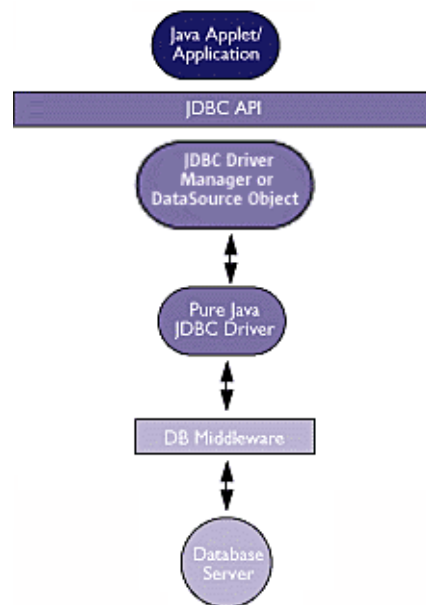 Java Applet/
Application
JDBC API
JDBC Driver
Manager or
DataSource Object
Pure Java
JDBC Driver
DB Middleware
Database
Server